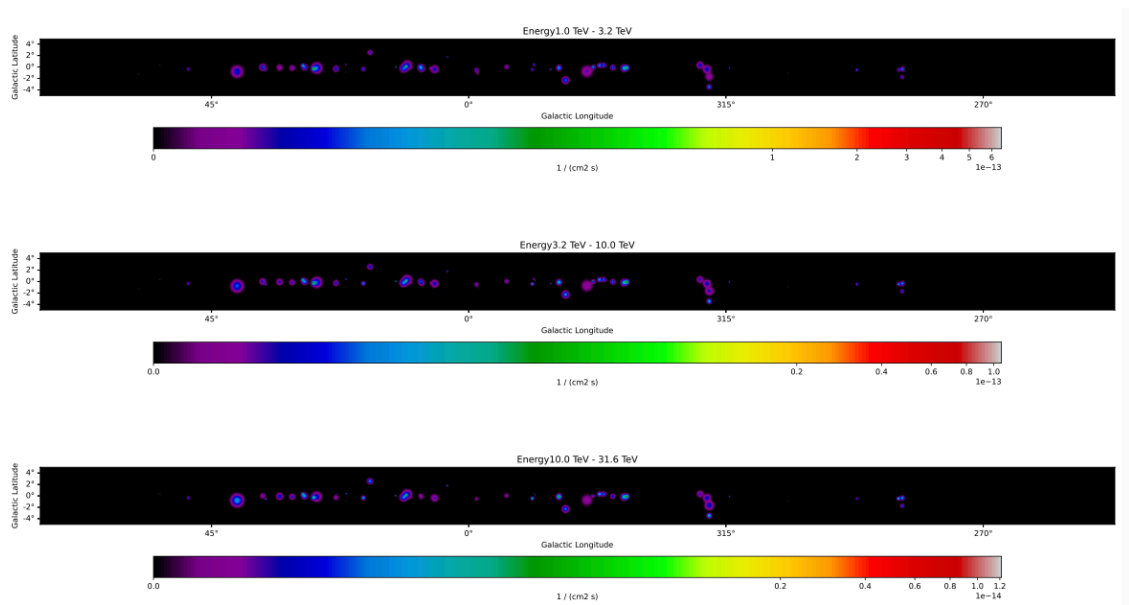 Energy1.0 TeV - 3.2 TeV
Galactic Latitude
4°
2°
0°
-2°
-4°
45° 0° 315° 270°
Galactic Longitude
0 1 2 3 4 5 6
1e−13
1 / (cm2 s)
Energy3.2 TeV - 10.0 TeV
Galactic Latitude
4°
2°
0°
-2°
-4°
45° 0° 315° 270°
Galactic Longitude
0.0 0.2 0.4 0.6 0.8 1.0
1e−13
1 / (cm2 s)
Energy10.0 TeV - 31.6 TeV
Galactic Latitude
4°
2°
0°
-2°
-4°
45° 0° 315° 270°
Galactic Longitude
0.0 0.2 0.4 0.6 0.8 1.0 1.2
1e−14
1 / (cm2 s)